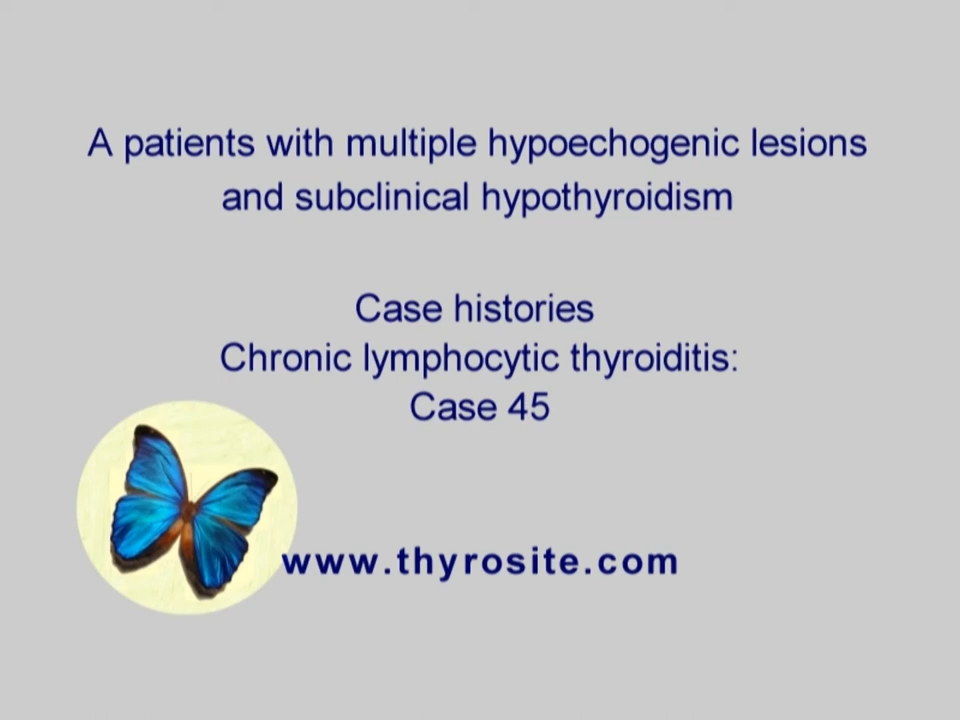 A patients with multiple hypoechogenic lesions
and subclinical hypothyroidism
Case histories
Chronic lymphocytic thyroiditis:
Case 45
www.thyrosite.com